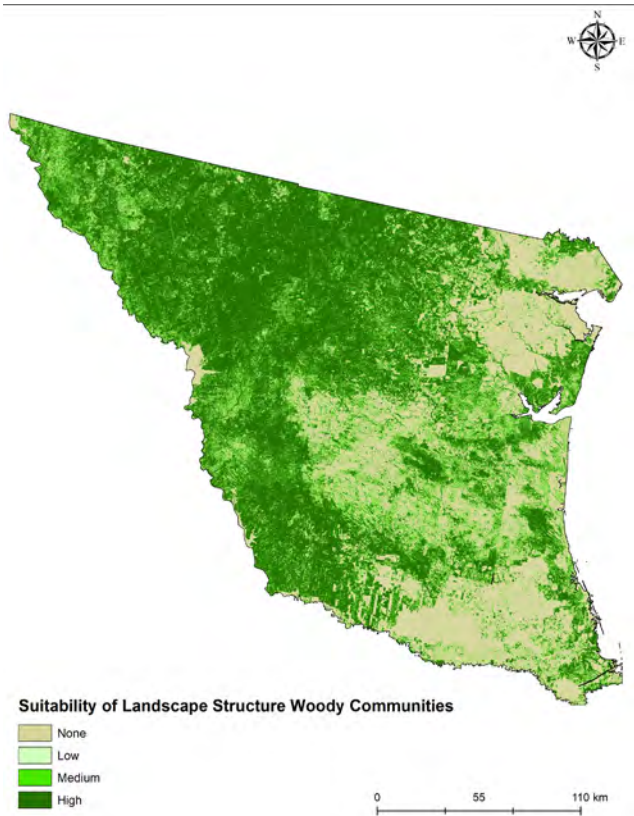 N
W E
S
Suitability of Landscape Structure Woody Communities
None
Low
Medium
High
0 55 110 km